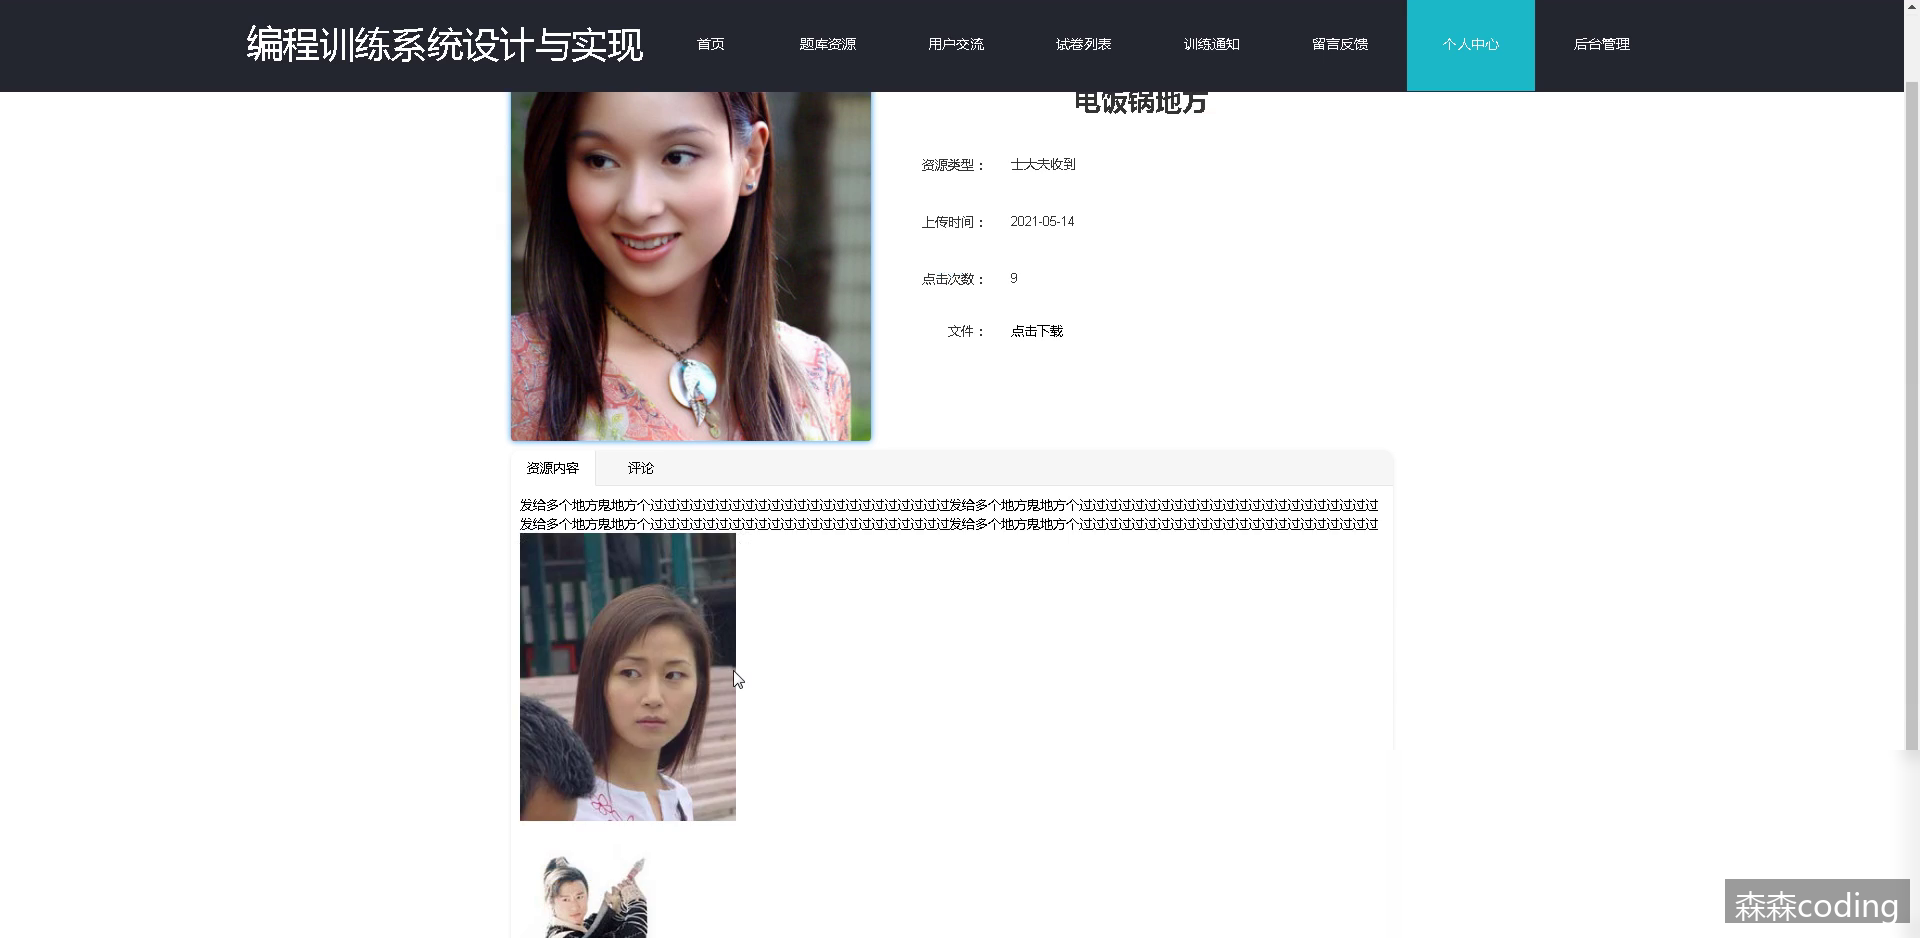 编程训练系统设计与实现
首页 题库资源 用户交流 试卷列表 训练通知 留言反馈 个人中心 后台管理
电饭锅地方
资源类型： 士大夫收到
上传时间： 2021-05-14
点击次数： 9
文件： 点击下载
资源内容 评论
发给多个地方鬼地方个过过过过过过过过过过过过过过过过过过过过过过过发给多个地方鬼地方个过过过过过过过过过过过过过过过过过过过过过过过
发给多个地方鬼地方个过过过过过过过过过过过过过过过过过过过过过过过发给多个地方鬼地方个过过过过过过过过过过过过过过过过过过过过过过过
森森coding